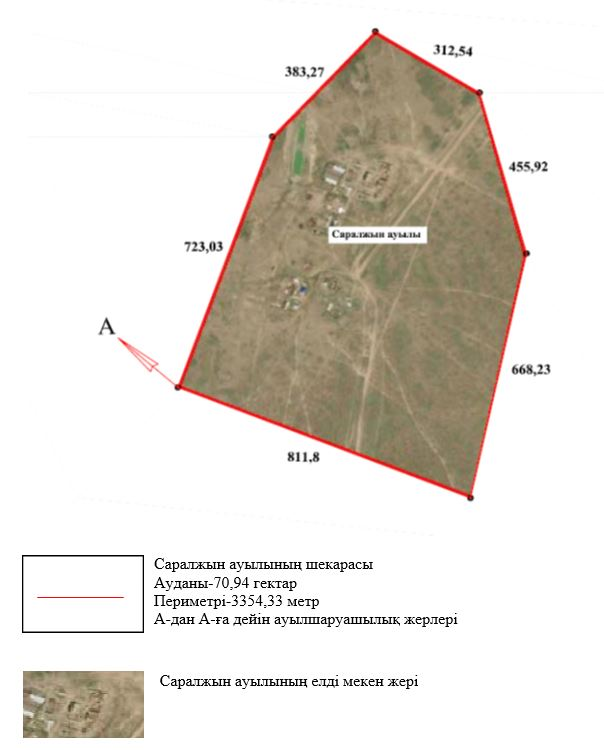 312,54
383,27
455,92
Саралжын ауылы
723,03
А
668,23
811,8
Саралжын ауылының шекарасы
Ауданы-70,94 гектар
Периметрі-3354,33 метр
А-дан А-ға дейін ауылшаруашылық жерлері
Саралжын ауылының елді мекен жері